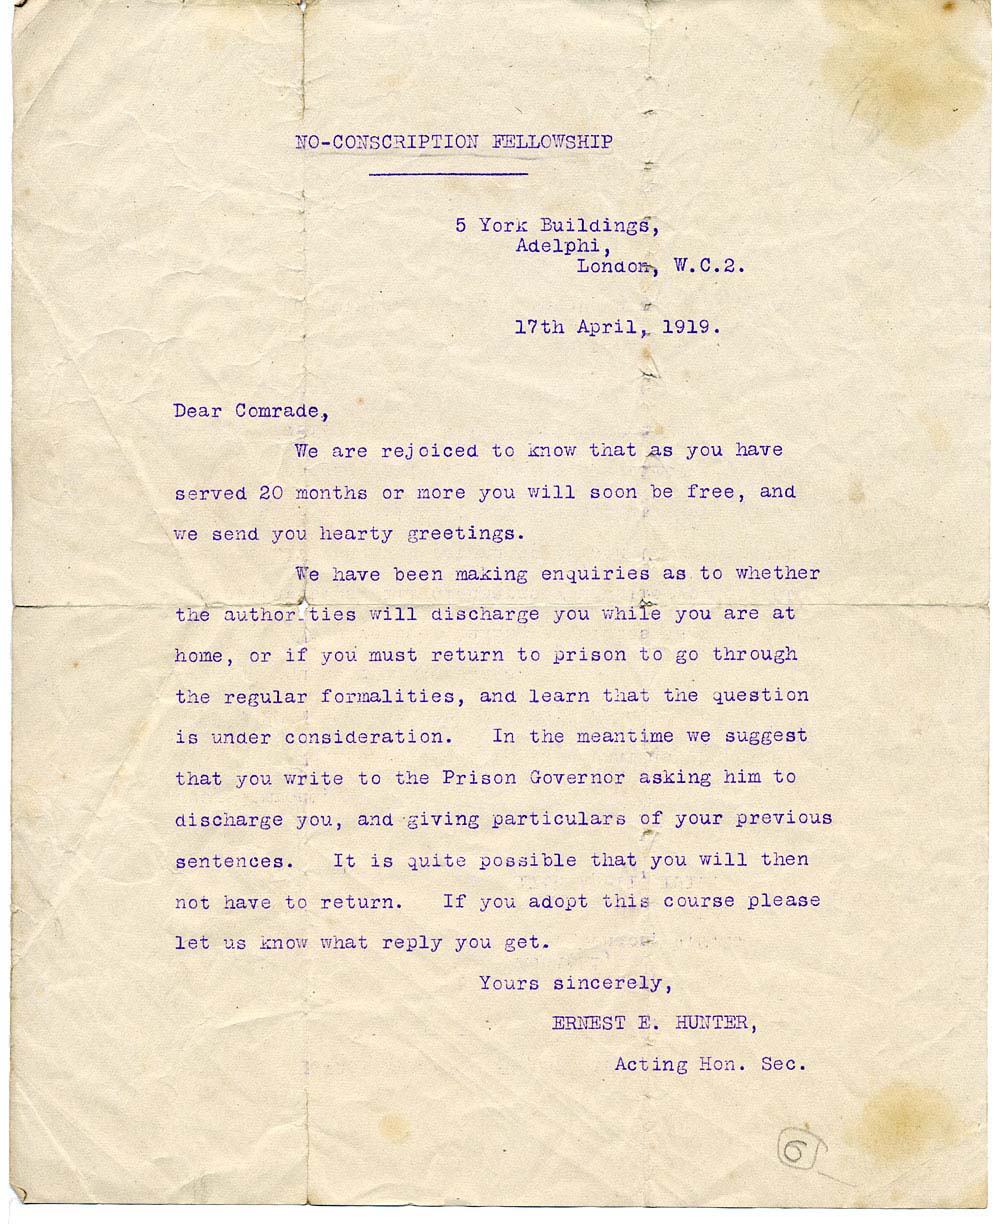 NO-CONSCRIPTION FELLOWSHIP
5 York Buildings,
Adelphi,
London, W.C.2.
17th April, 1919.
Dear Comrade,
We are rejoiced to know that as you have
served 20 months or more you will soon be free, and
we send you hearty greetings.
We have been making enquiries as to whether
the authorities will discharge you while you are at
home, or if you must return to prison to go through
the regular formalities, and learn that the question
is under consideration. In the meantime we suggest
that you write to the Prison Governor asking him to
discharge you, and giving particulars of your previous
sentences. It is quite possible that you will then
not have to return. If you adopt this course please
let us know what reply you get.
Yours sincerely,
ERNEST E. HUNTER,
Acting Hon. Sec.
6